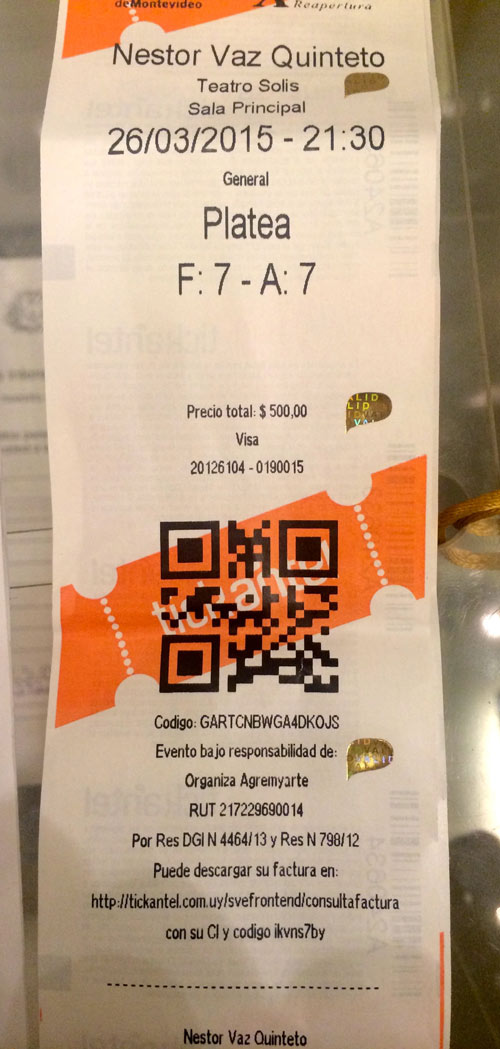 deMontevideo
Reapertura
Nestor Vaz Quinteto
Teatro Solis
Sala Principal
26/03/2015 - 21:30
General
Platea
F: 7 - A: 7
tickantel
Precio total: $ 500,00
VALID
Visa
20126104 - 0190015
tickantel
Codigo: GARTCNBWGA4DKOJS
Evento bajo responsabilidad de:
Organiza Agremyarte
RUT 217229690014
Por Res DGI N 4464/13 y Res N 798/12
Puede descargar su factura en:
http://tickantel.com.uy/svefrontend/consultafactura
con su CI y codigo ikvns7by
Nestor Vaz Quinteto